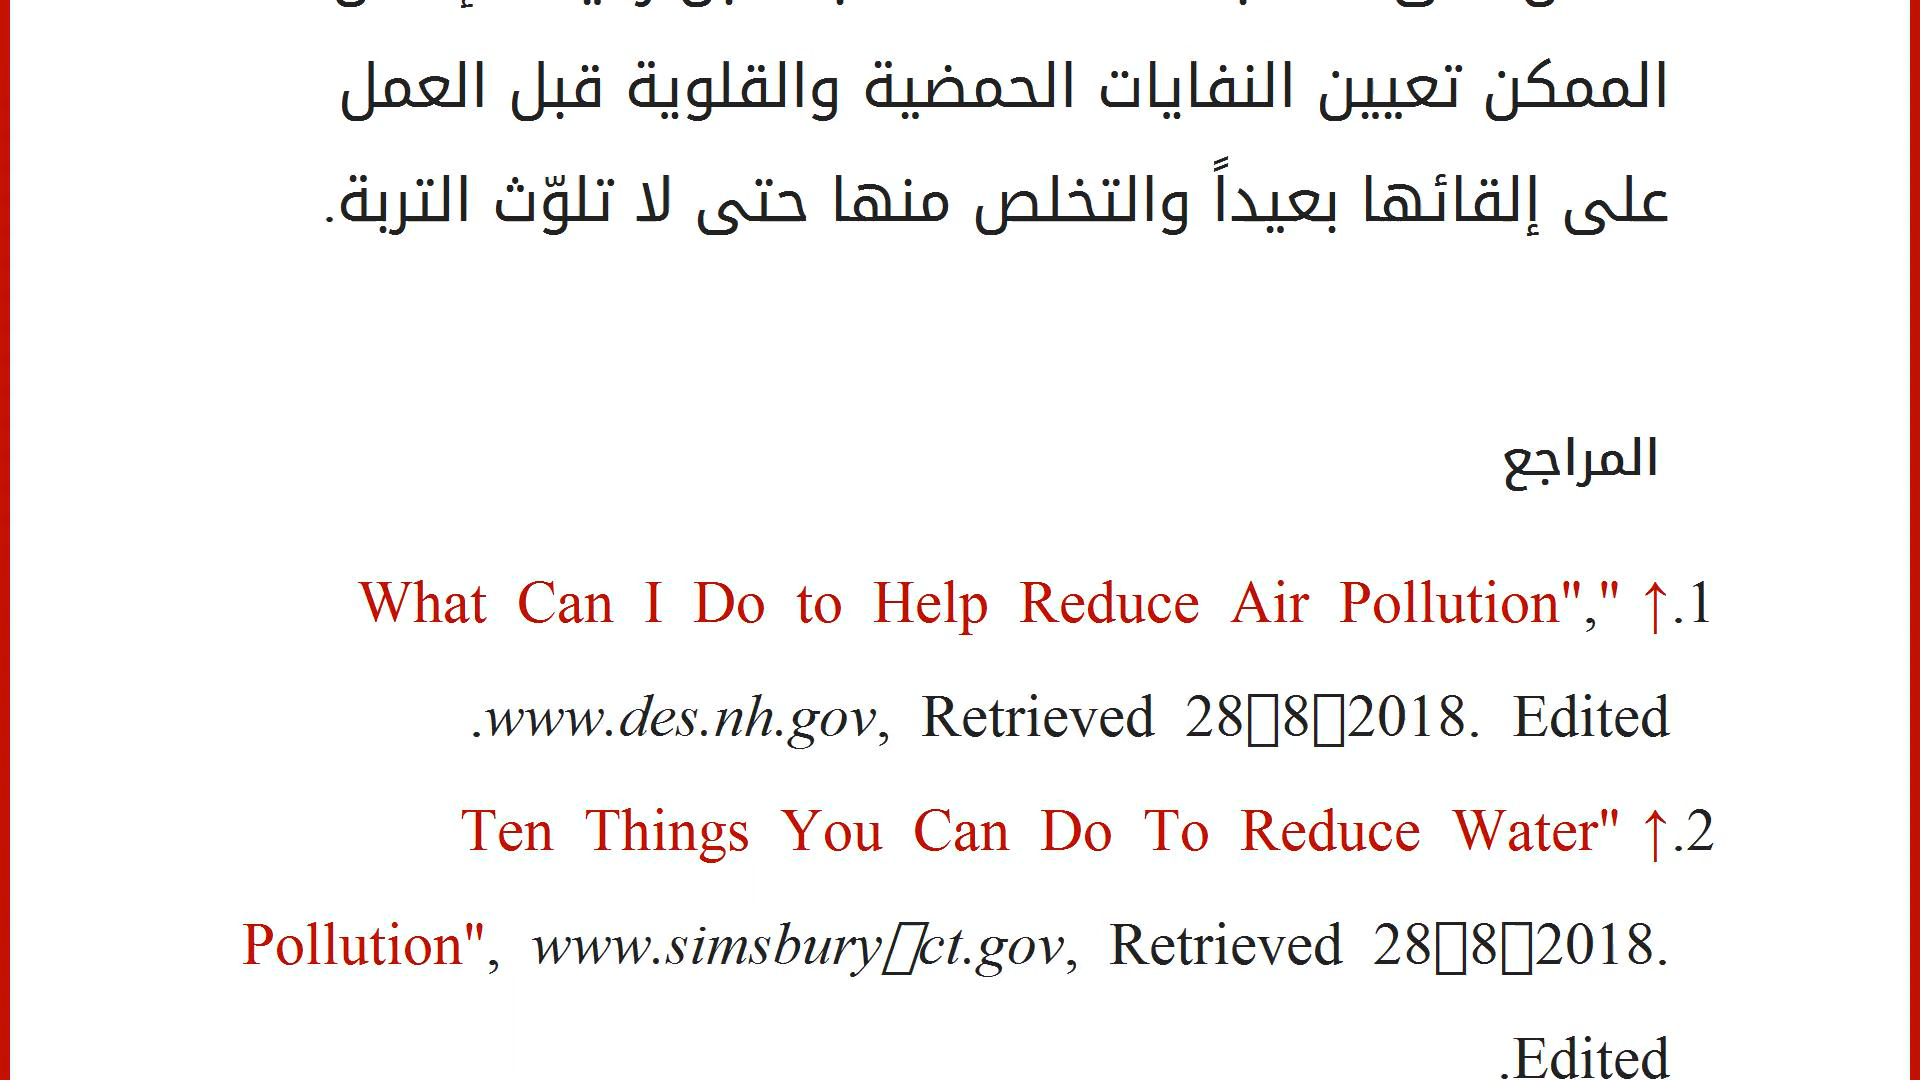 الممكن تعيين النفايات الحمضية والقلوية قبل العمل
على إلقائها بعيداً والتخلص منها حتى لا تلوّث التربة.
المراجع
1. ↑ "What Can I Do to Help Reduce Air Pollution",
www.des.nh.gov, Retrieved 28▯8▯2018. Edited.
2. ↑ "Ten Things You Can Do To Reduce Water
Pollution", www.simsbury▯ct.gov, Retrieved 28▯8▯2018.
Edited.